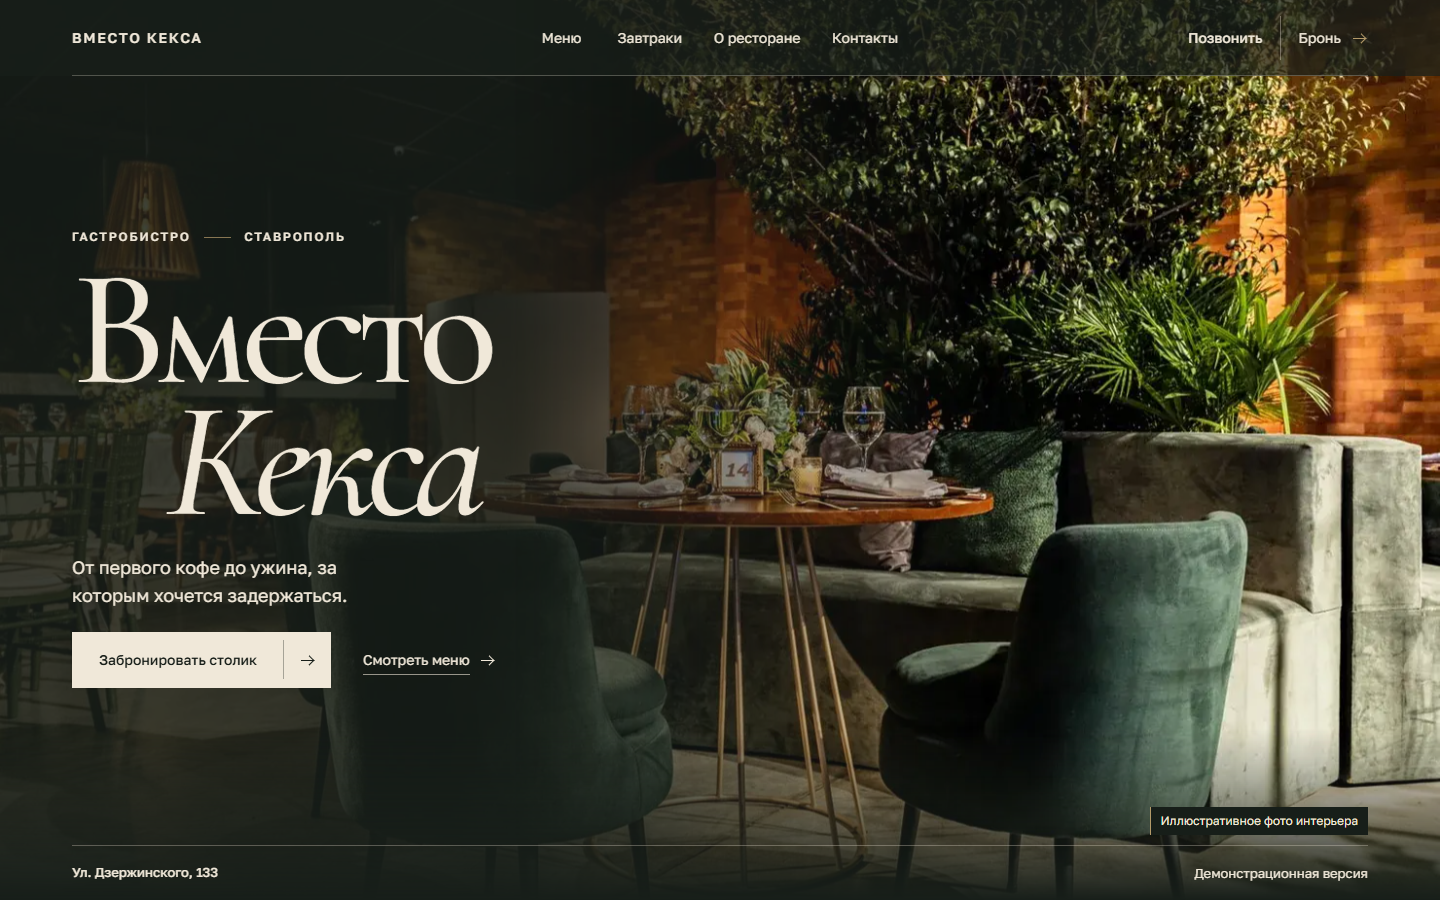 ВМЕСТО КЕКСА
Меню
Завтраки
О ресторане
Контакты
Позвонить
Бронь →
ГАСТРОБИСТРО — СТАВРОПОЛЬ
Вместо
Кекса
14
От первого кофе до ужина, за
которым хочется задержаться.
Забронировать столик →
Смотреть меню →
Иллюстративное фото интерьера
Ул. Дзержинского, 133
Демонстрационная версия